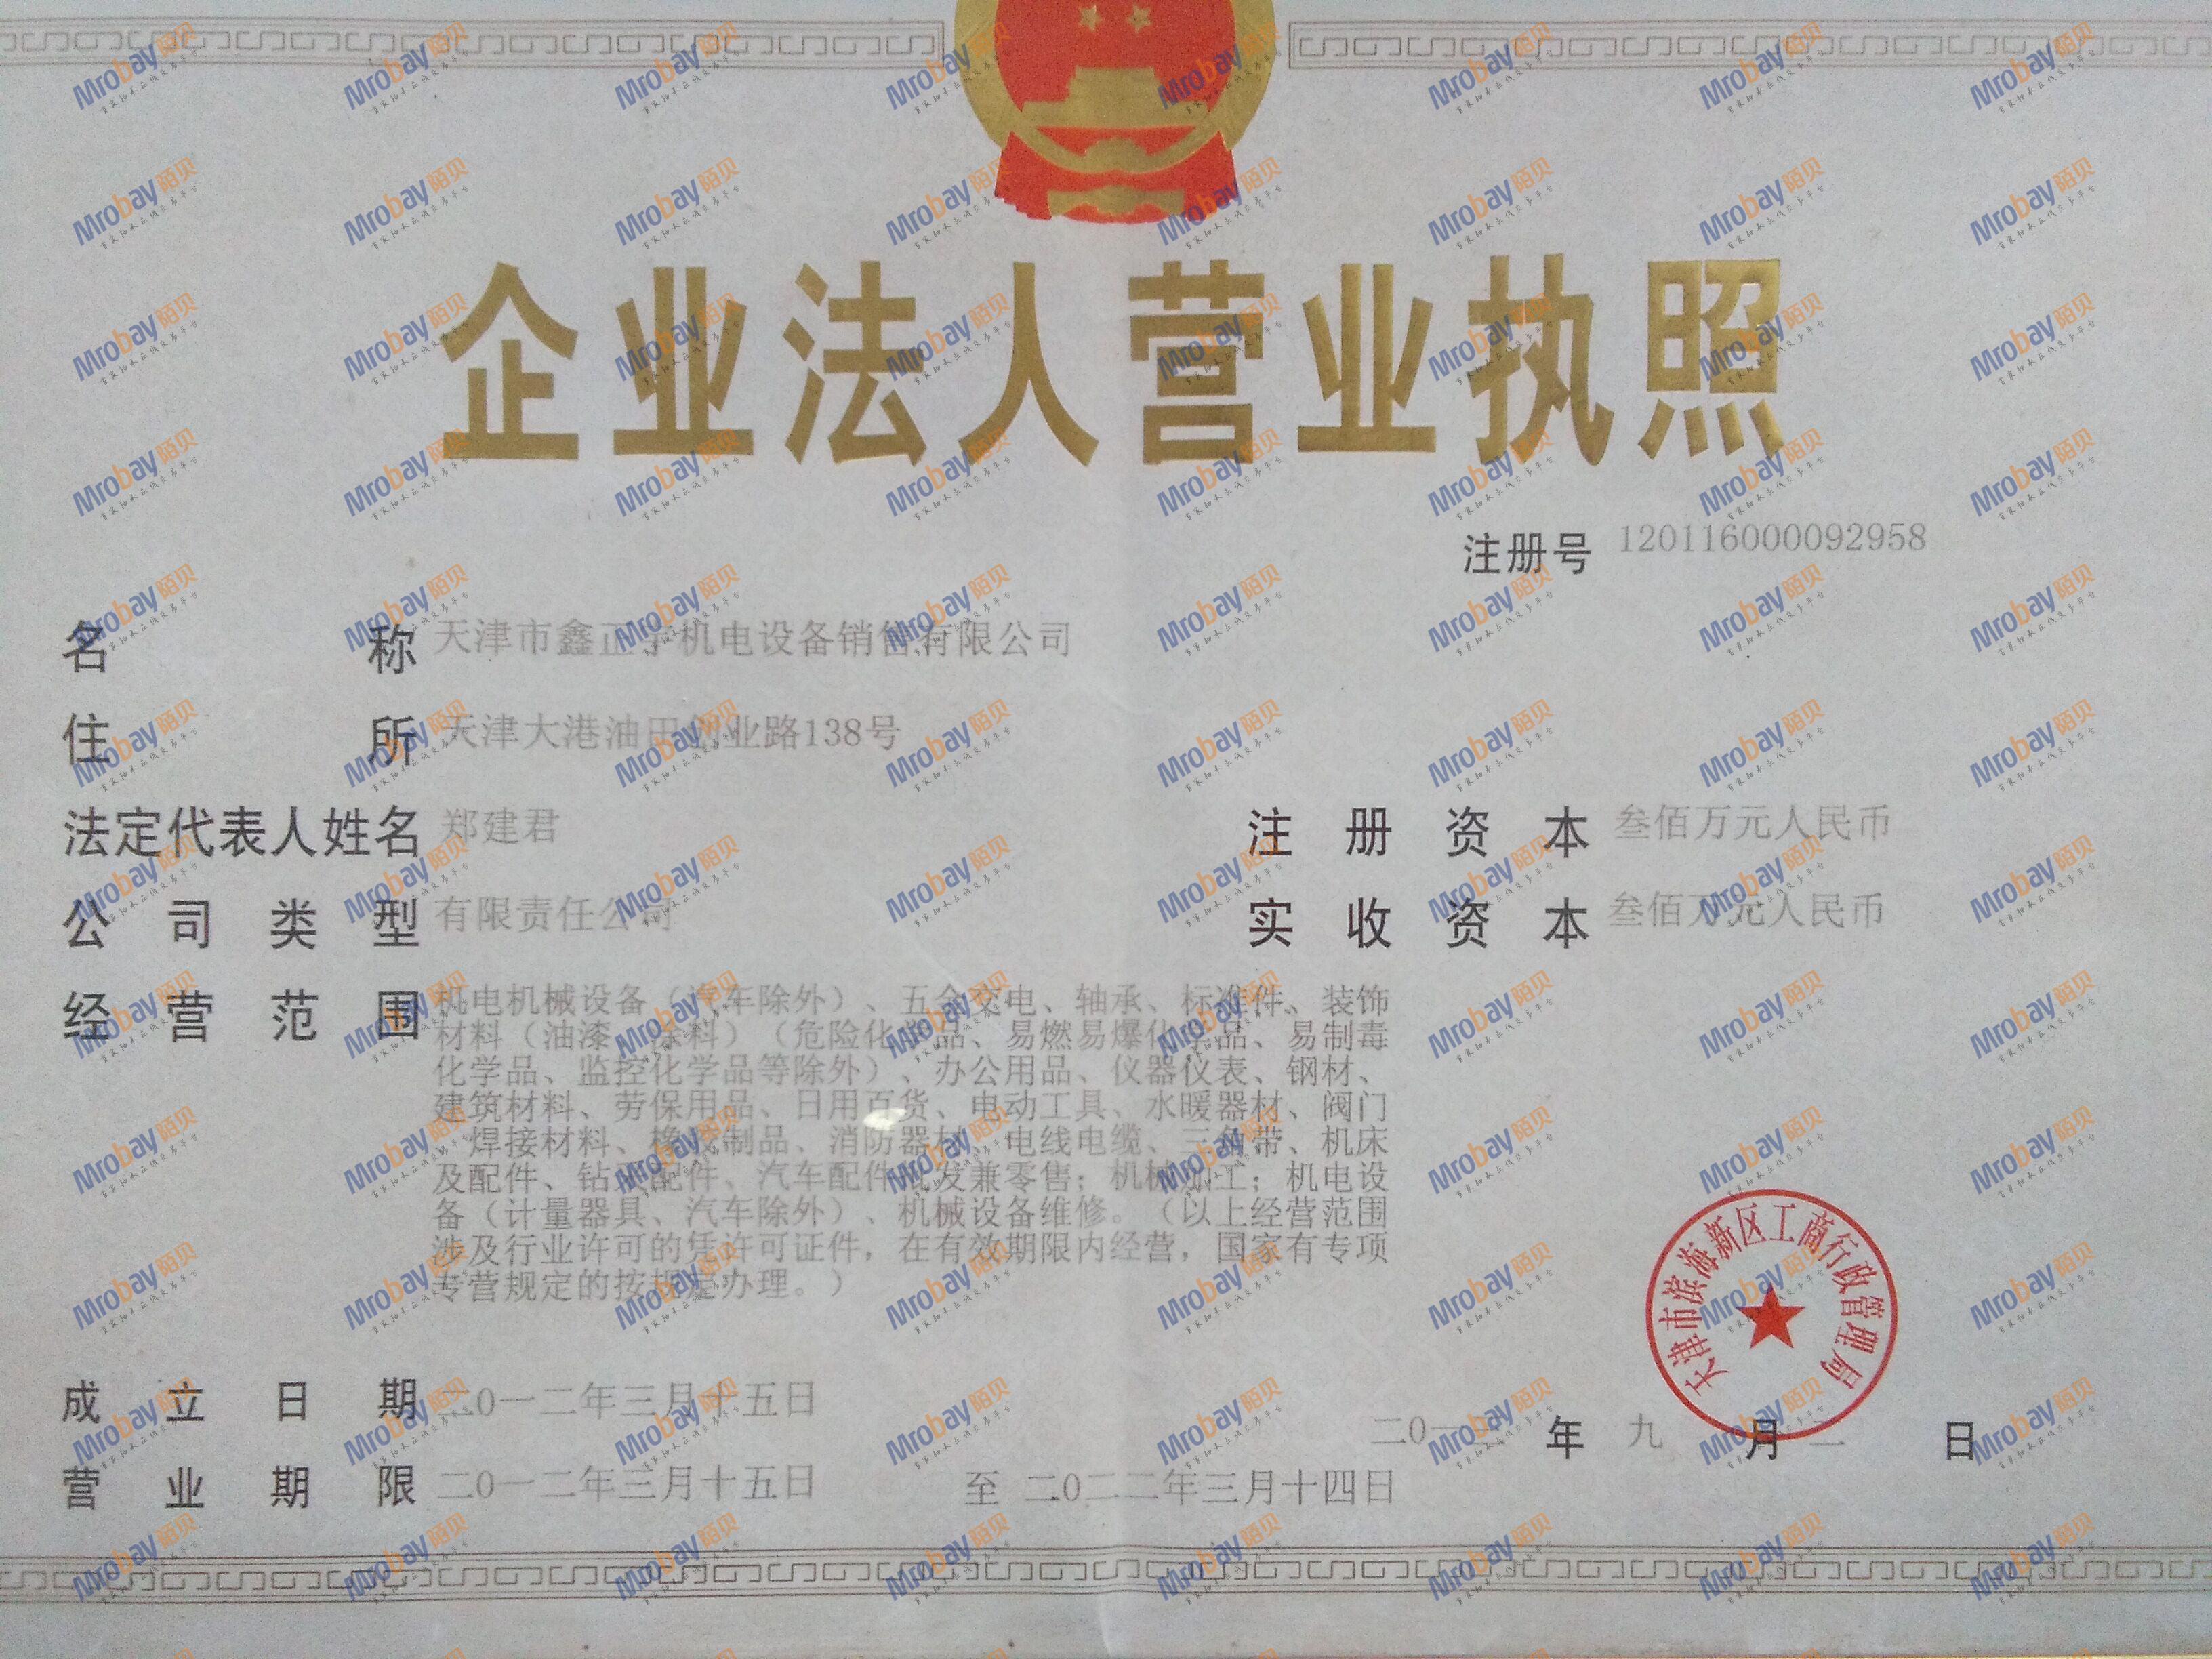 企业法人营业执照
注册号 120116000092958
名称 天津市鑫正宇机电设备销售有限公司
住所 天津大港油田创业路138号
法定代表人姓名 郑建君
注册资本 叁佰万元人民币
公司类型 有限责任公司
实收资本 叁佰万元人民币
经营范围 机电机械设备（汽车除外）、五金交电、轴承、标准件、装饰
材料（油漆、涂料）（危险化学品、易燃易爆化学品、易制毒
化学品、监控化学品等除外）、办公用品、仪器仪表、钢材、
建筑材料、劳保用品、日用百货、电动工具、水暖器材、阀门
、焊接材料、橡胶制品、消防器材、电线电缆、三角带、机床
及配件、钻采配件、汽车配件批发兼零售；机械加工；机电设
备（计量器具、汽车除外）、机械设备维修。（以上经营范围
涉及行业许可的凭许可证件，在有效期限内经营，国家有专项
专营规定的按规定办理。）
天津市滨海新区工商行政管理局
成立日期 二0一二年三月十五日
二0一 年 九 月 二 日
营业期限 二0一二年三月十五日 至 二0二二年三月十四日
Mrobay陌贝